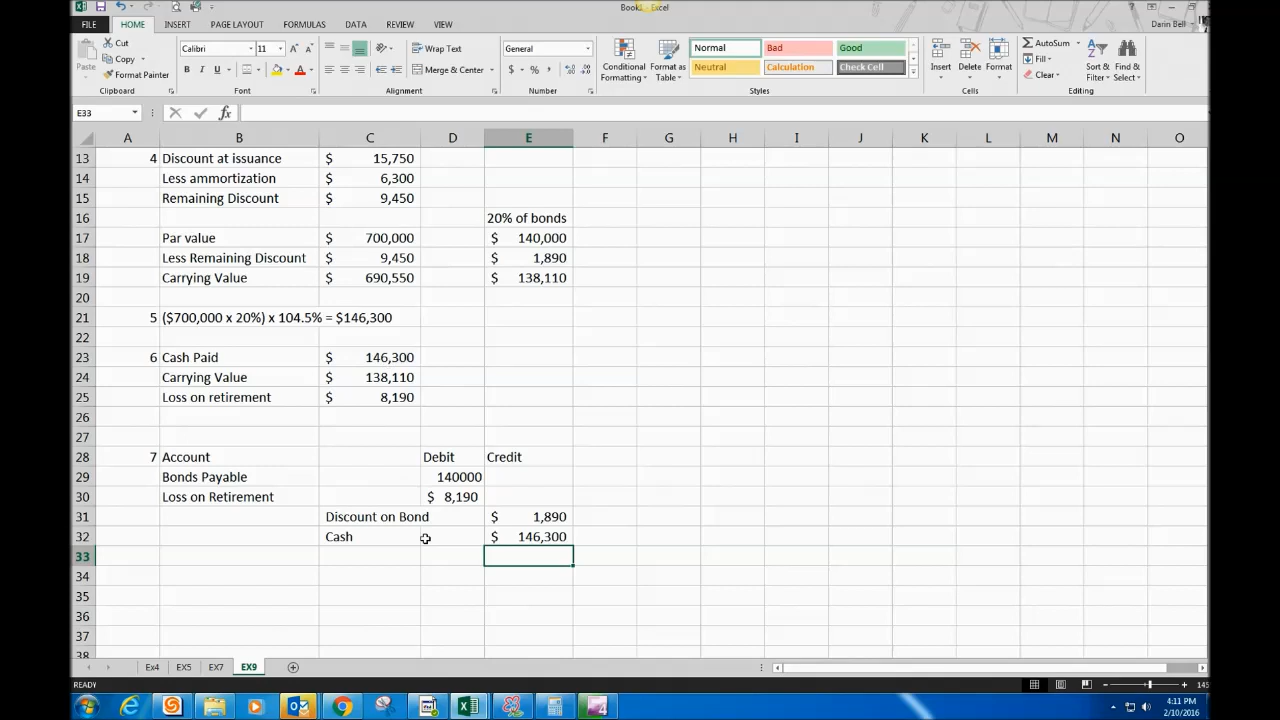 Book1 - Excel
FILE HOME INSERT PAGE LAYOUT FORMULAS DATA REVIEW VIEW Darin Bell
Paste Cut Copy Format Painter Clipboard
Calibri 11 A A B I U A Font
Wrap Text Merge & Center Alignment
General $ % , Number
Conditional Formatting Format as Table Normal Bad Good Neutral Calculation Check Cell Styles
Insert Delete Format Cells
AutoSum Fill Clear Sort & Filter Find & Select Editing
E33 fx
A B C D E F G H I J K L M N O
13 4 Discount at issuance $ 15,750
14 Less ammortization $ 6,300
15 Remaining Discount $ 9,450
16 20% of bonds
17 Par value $ 700,000 $ 140,000
18 Less Remaining Discount $ 9,450 $ 1,890
19 Carrying Value $ 690,550 $ 138,110
20
21 5 ($700,000 x 20%) x 104.5% = $146,300
22
23 6 Cash Paid $ 146,300
24 Carrying Value $ 138,110
25 Loss on retirement $ 8,190
26
27
28 7 Account Debit Credit
29 Bonds Payable 140000
30 Loss on Retirement $ 8,190
31 Discount on Bond $ 1,890
32 Cash $ 146,300
33
34
35
36
37
38
Ex4 EX5 EX7 EX9
READY 145
4:11 PM
2/10/2016